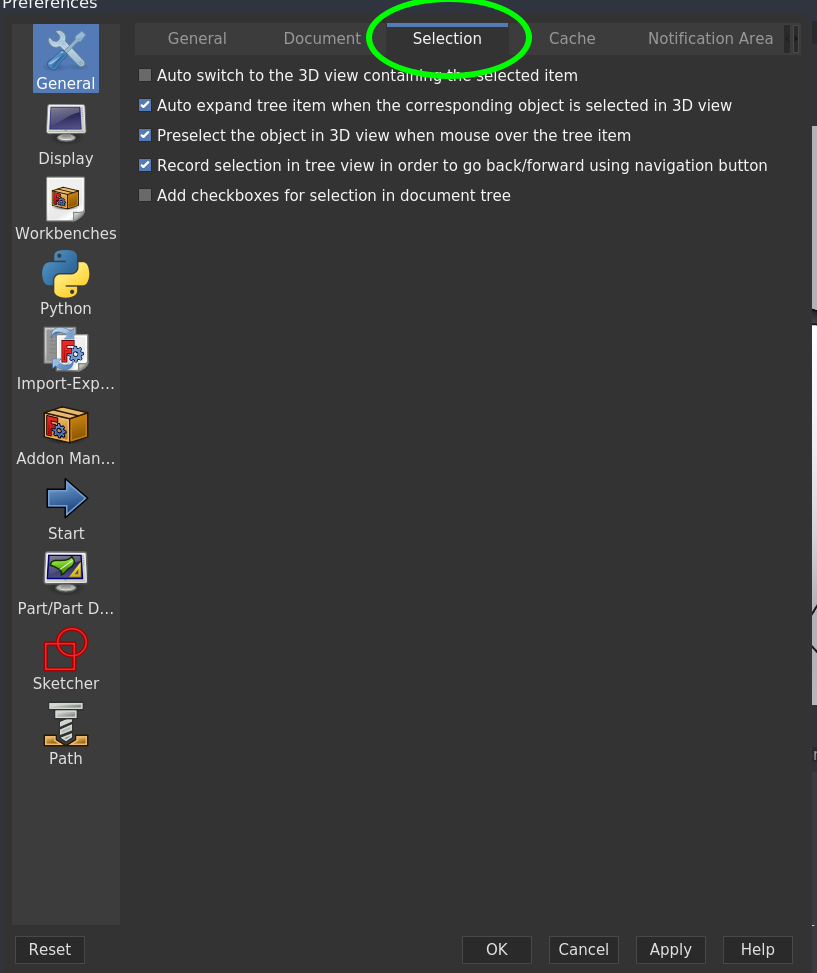 Preferences
General Document Selection Cache Notification Area
General
Display
Workbenches
Python
Import-Exp...
Addon Man...
Start
Part/Part D...
Sketcher
Path
Auto switch to the 3D view containing the selected item
Auto expand tree item when the corresponding object is selected in 3D view
Preselect the object in 3D view when mouse over the tree item
Record selection in tree view in order to go back/forward using navigation button
Add checkboxes for selection in document tree
Reset OK Cancel Apply Help